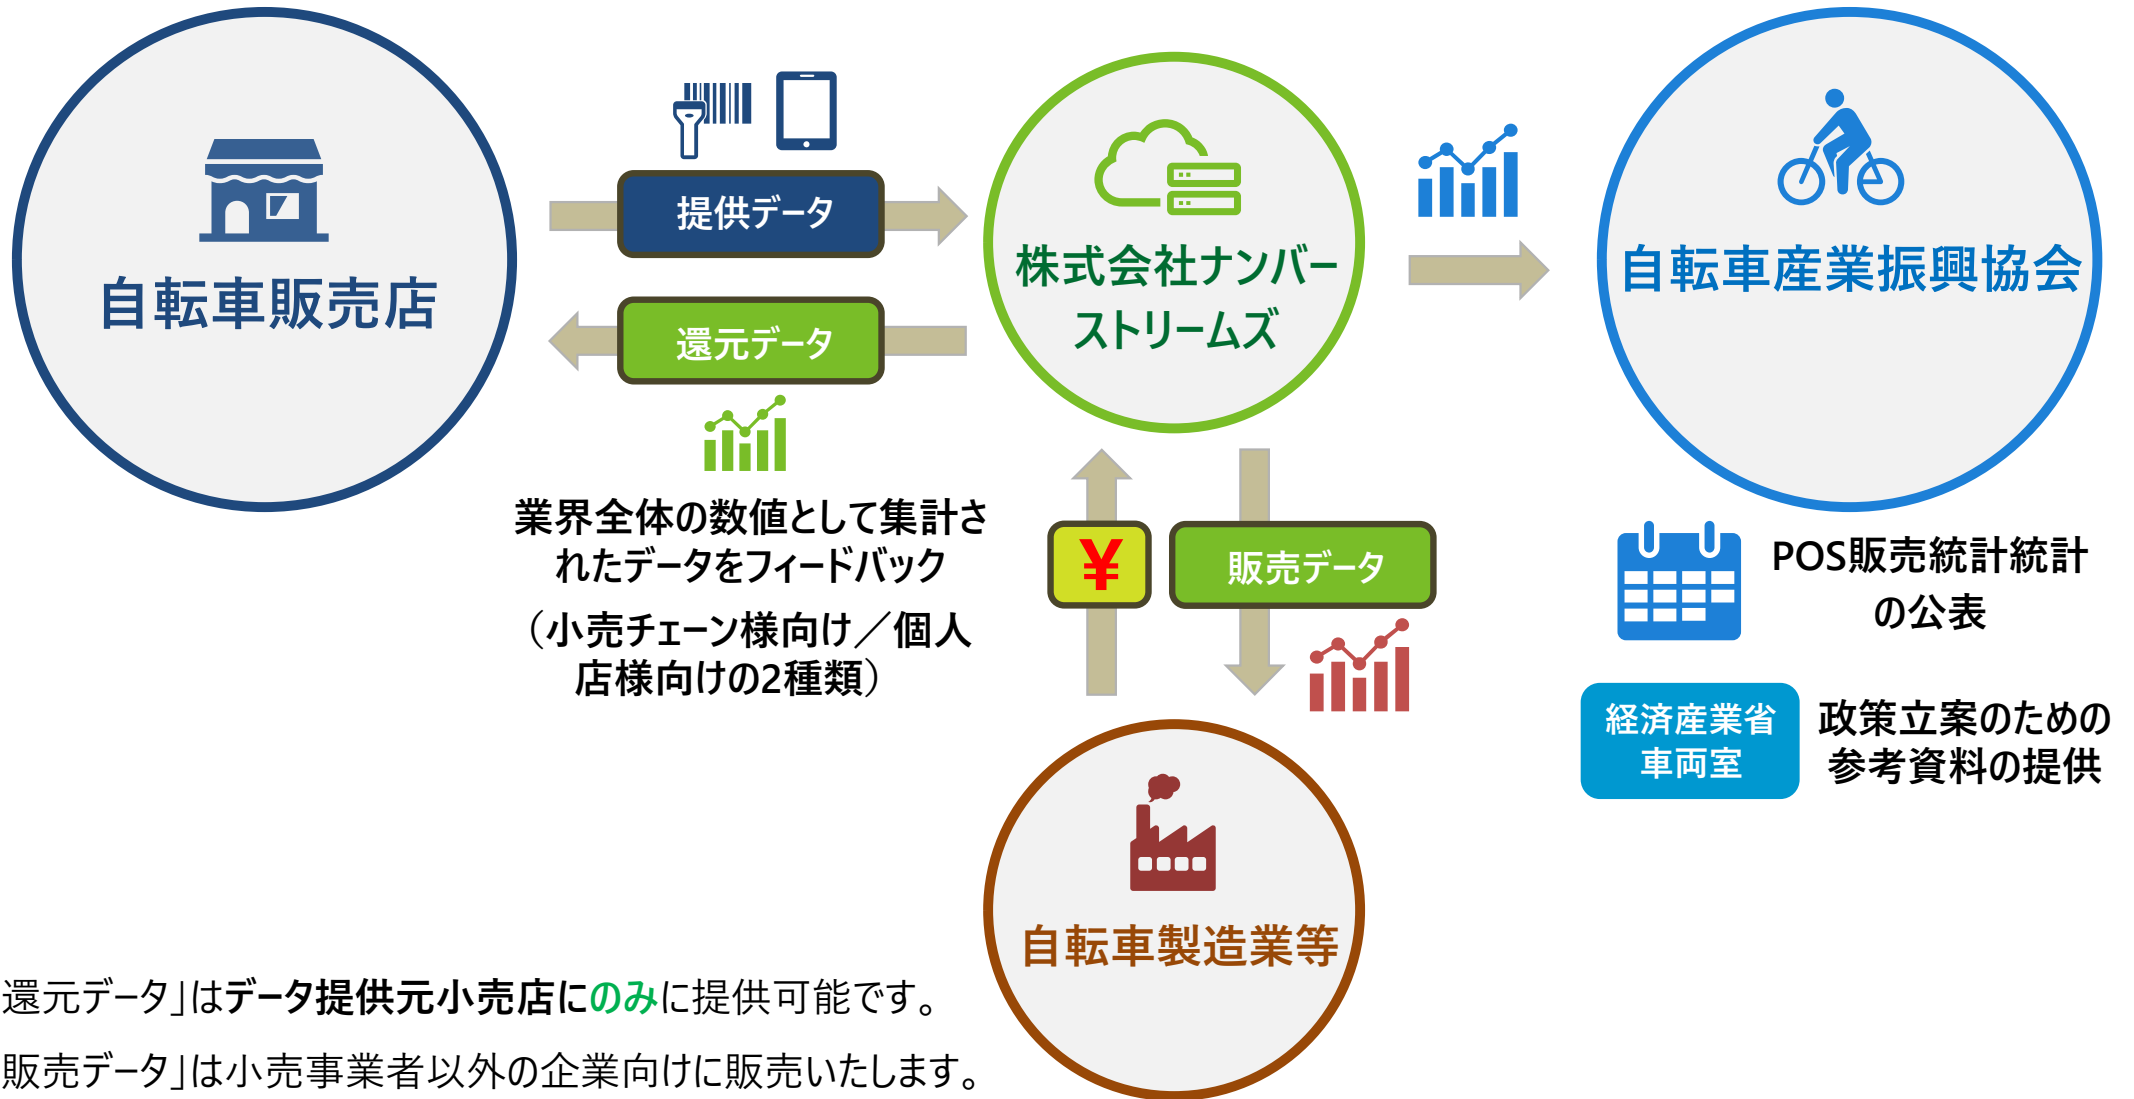 自転車販売店
提供データ
還元データ
業界全体の数値として集計さ
れたデータをフィードバック
（小売チェーン様向け／個人
店様向けの2種類）
株式会社ナンバー
ストリームズ
¥
販売データ
自転車製造業等
自転車産業振興協会
POS販売統計統計
の公表
経済産業省
車両室
政策立案のための
参考資料の提供
還元データ」はデータ提供元小売店にのみに提供可能です。
販売データ」は小売事業者以外の企業向けに販売いたします。